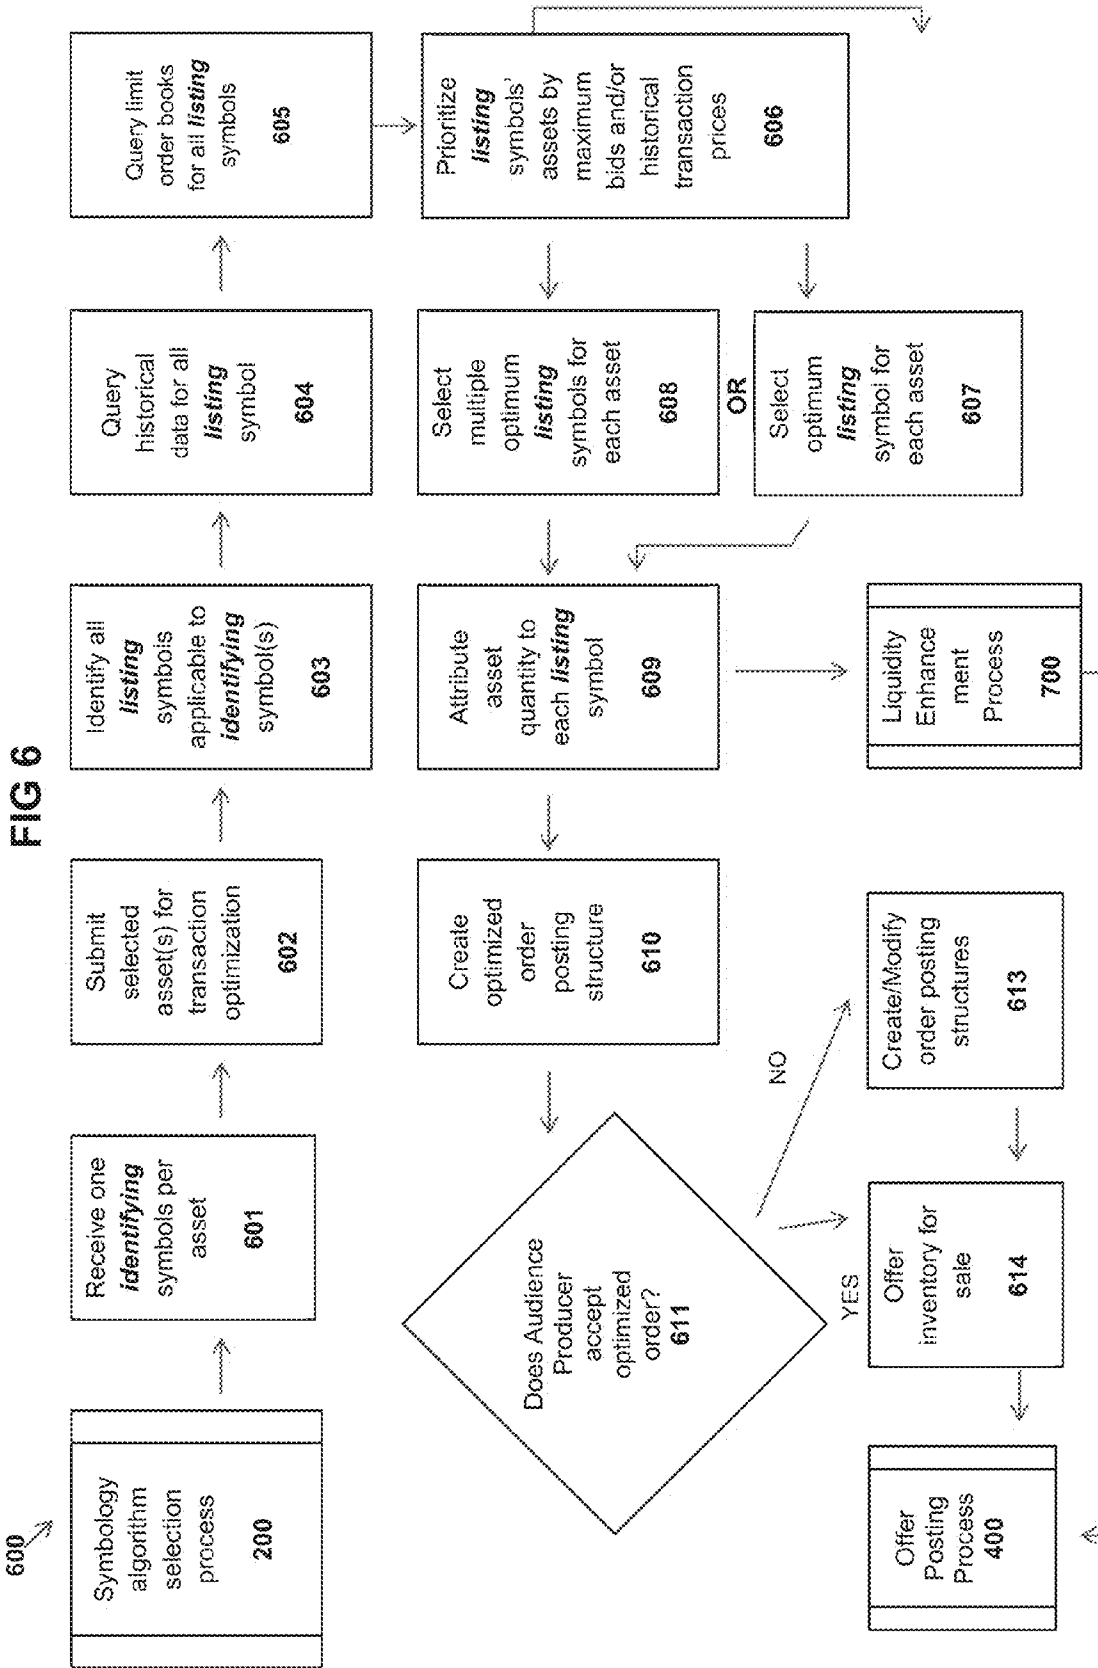 FIG 6
600
Symbology
algorithm
selection
process
200
Receive one
identifying
symbols per
asset
601
Submit
selected
asset(s) for
transaction
optimization
602
Identify all
listing
symbols
applicable to
identifying
symbol(s)
603
Query
historical
data for all
listing
symbol
604
Query limit
order books
for all listing
symbols
605
Prioritize
listing
symbols'
assets by
maximum
bids and/or
historical
transaction
prices
606
Select
multiple
optimum
listing
symbols for
each asset
608
OR
Select
optimum
listing
symbol for
each asset
607
Attribute
asset
quantity to
each listing
symbol
609
Liquidity
Enhance
ment
Process
700
Create
optimized
order
posting
structure
610
Does Audience
Producer
accept
optimized
order?
611
NO
YES
Create/Modify
order posting
structures
613
Offer
inventory for
sale
614
Offer
Posting
Process
400